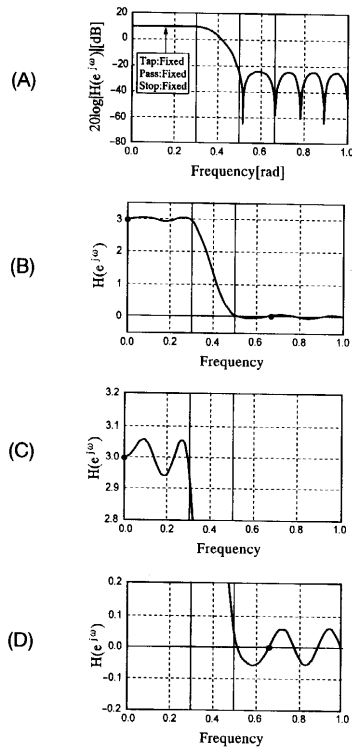 (A)
20log|H(e^jω)|[dB]
20
0
-20
-40
-60
-80
Tap:Fixed
Pass:Fixed
Stop:Fixed
0.0 0.2 0.4 0.6 0.8 1.0
Frequency[rad]
(B)
H(e^jω)
3
2
1
0
0.0 0.2 0.4 0.6 0.8 1.0
Frequency
(C)
H(e^jω)
3.2
3.1
3.0
2.9
2.8
0.0 0.2 0.4 0.6 0.8 1.0
Frequency
(D)
H(e^jω)
0.2
0.1
0.0
-0.1
-0.2
0.0 0.2 0.4 0.6 0.8 1.0
Frequency